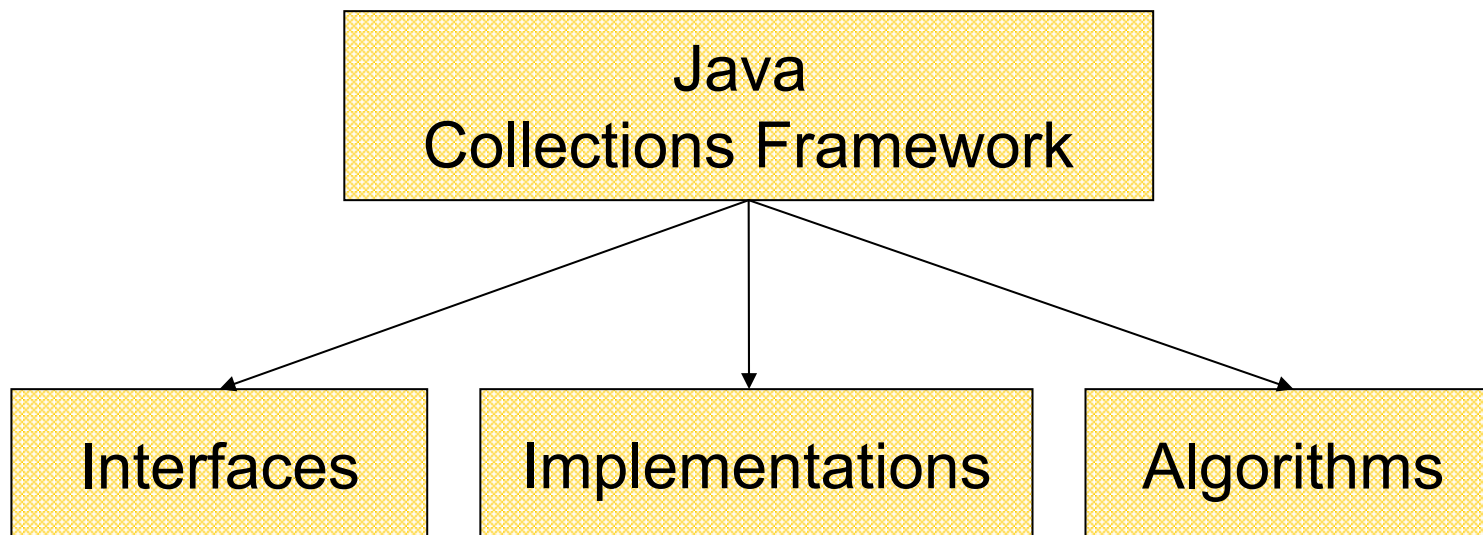 Java
Collections Framework
Interfaces
Implementations
Algorithms